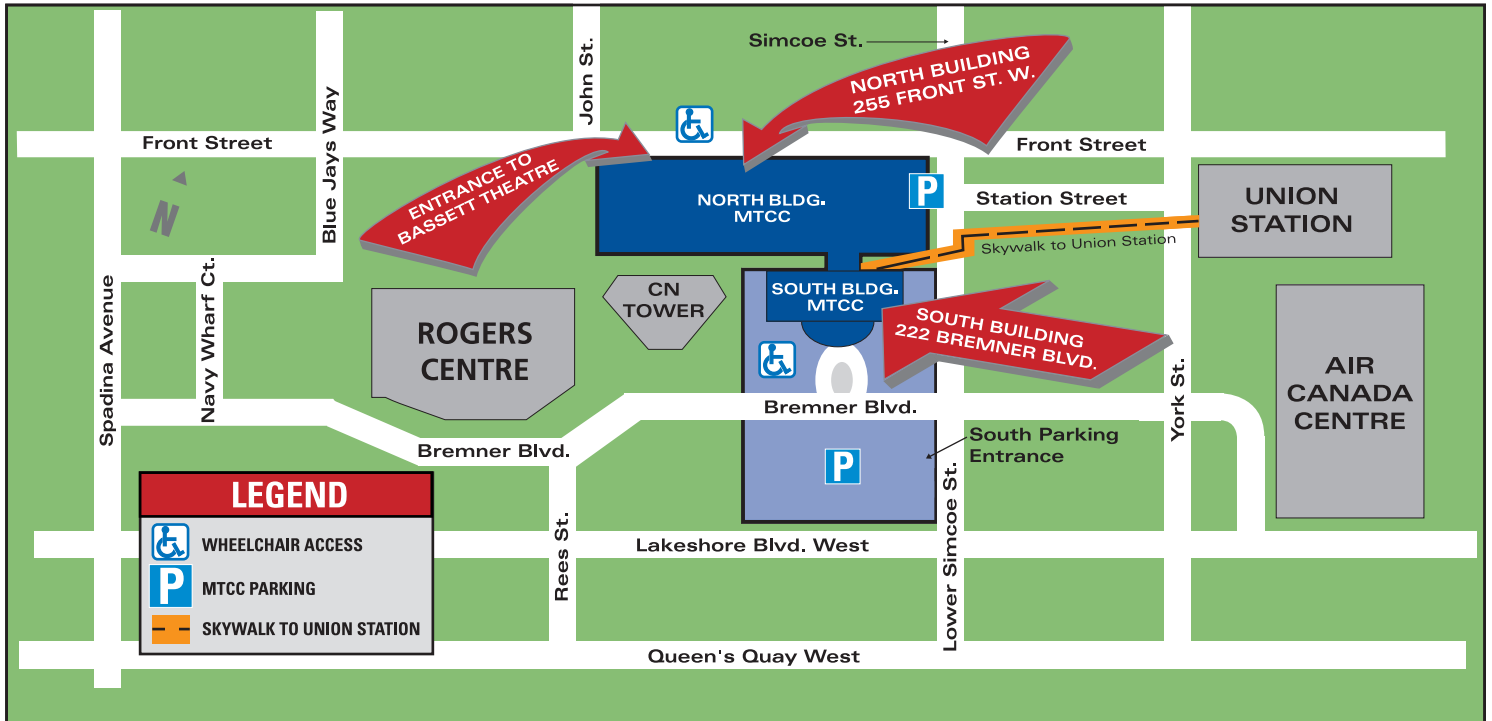 Simcoe St.
NORTH BUILDING
255 FRONT ST. W.
John St.
Blue Jays Way
Front Street
Front Street
N
ENTRANCE TO
BASSETT THEATRE
NORTH BLDG.
MTCC
P
Station Street
UNION
STATION
Skywalk to Union Station
Spadina Avenue
Navy Wharf Ct.
ROGERS
CENTRE
CN
TOWER
SOUTH BLDG.
MTCC
SOUTH BUILDING
222 BREMNER BLVD.
York St.
AIR
CANADA
CENTRE
Bremner Blvd.
Bremner Blvd.
South Parking
Entrance
P
LEGEND
WHEELCHAIR ACCESS
P
MTCC PARKING
SKYWALK TO UNION STATION
Rees St.
Lakeshore Blvd. West
Lower Simcoe St.
Queen's Quay West